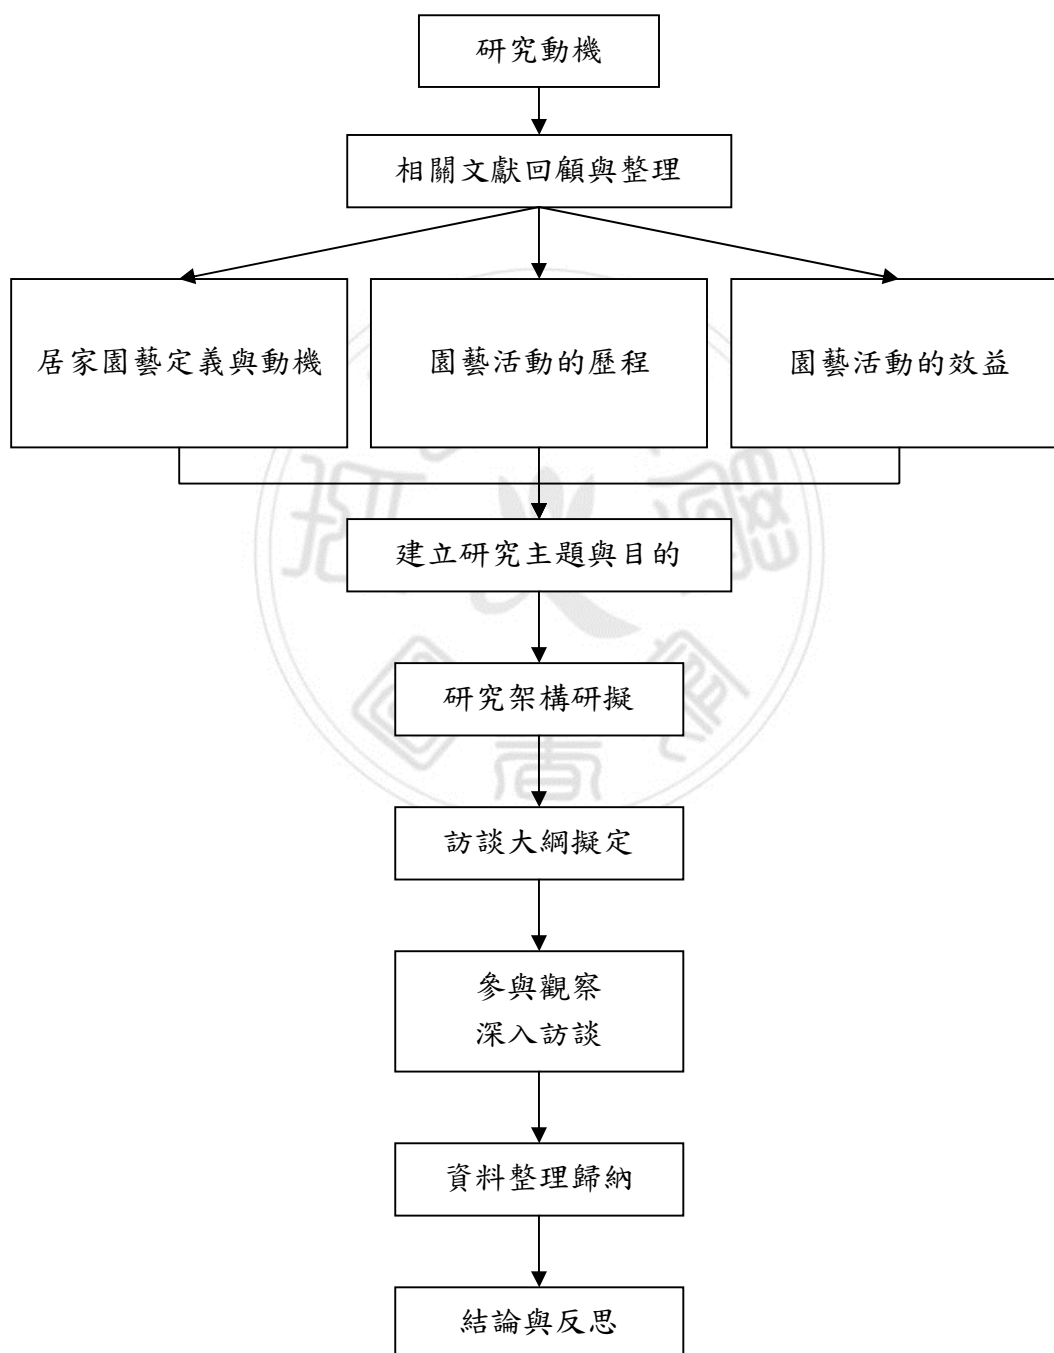 研究動機
相關文獻回顧與整理
居家園藝定義與動機
園藝活動的歷程
園藝活動的效益
建立研究主題與目的
研究架構研擬
訪談大綱擬定
參與觀察
深入訪談
資料整理歸納
結論與反思